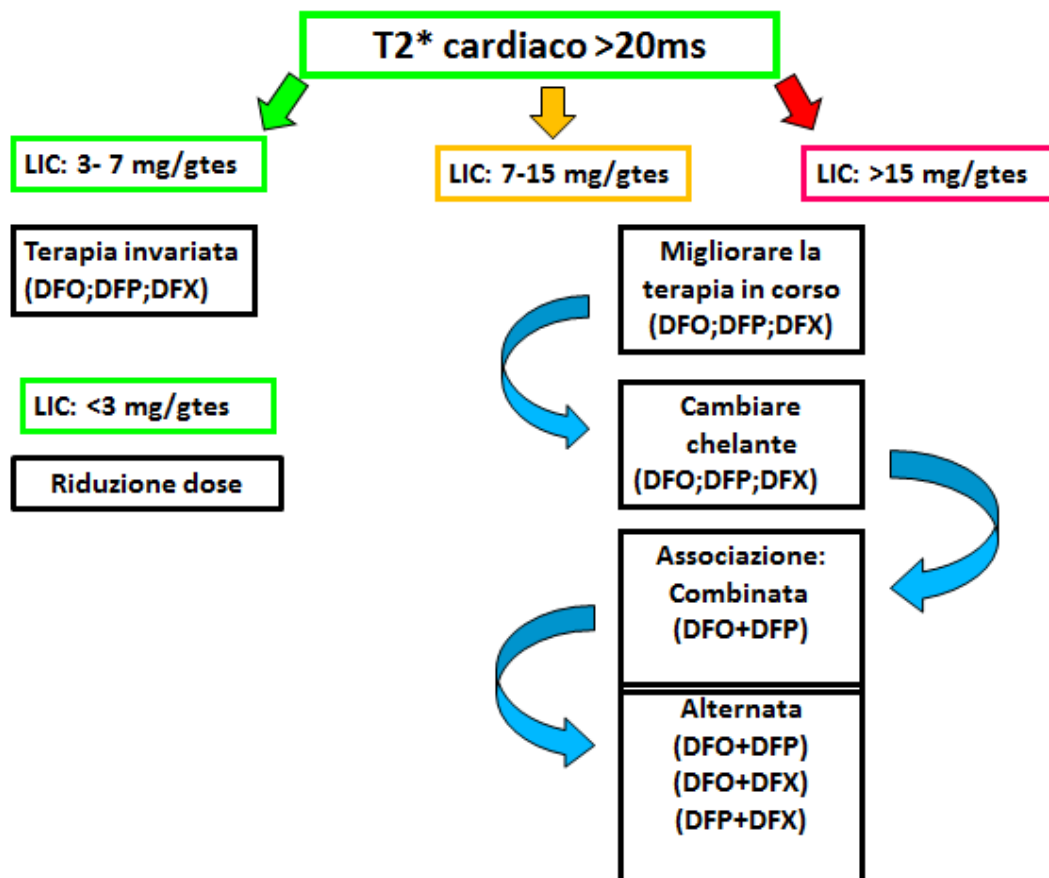 T2* cardiaco >20ms
LIC: 3- 7 mg/gtes
LIC: 7-15 mg/gtes
LIC: >15 mg/gtes
Terapia invariata
(DFO;DFP;DFX)
LIC: <3 mg/gtes
Riduzione dose
Migliorare la
terapia in corso
(DFO;DFP;DFX)
Cambiare
chelante
(DFO;DFP;DFX)
Associazione:
Combinata
(DFO+DFP)
Alternata
(DFO+DFP)
(DFO+DFX)
(DFP+DFX)